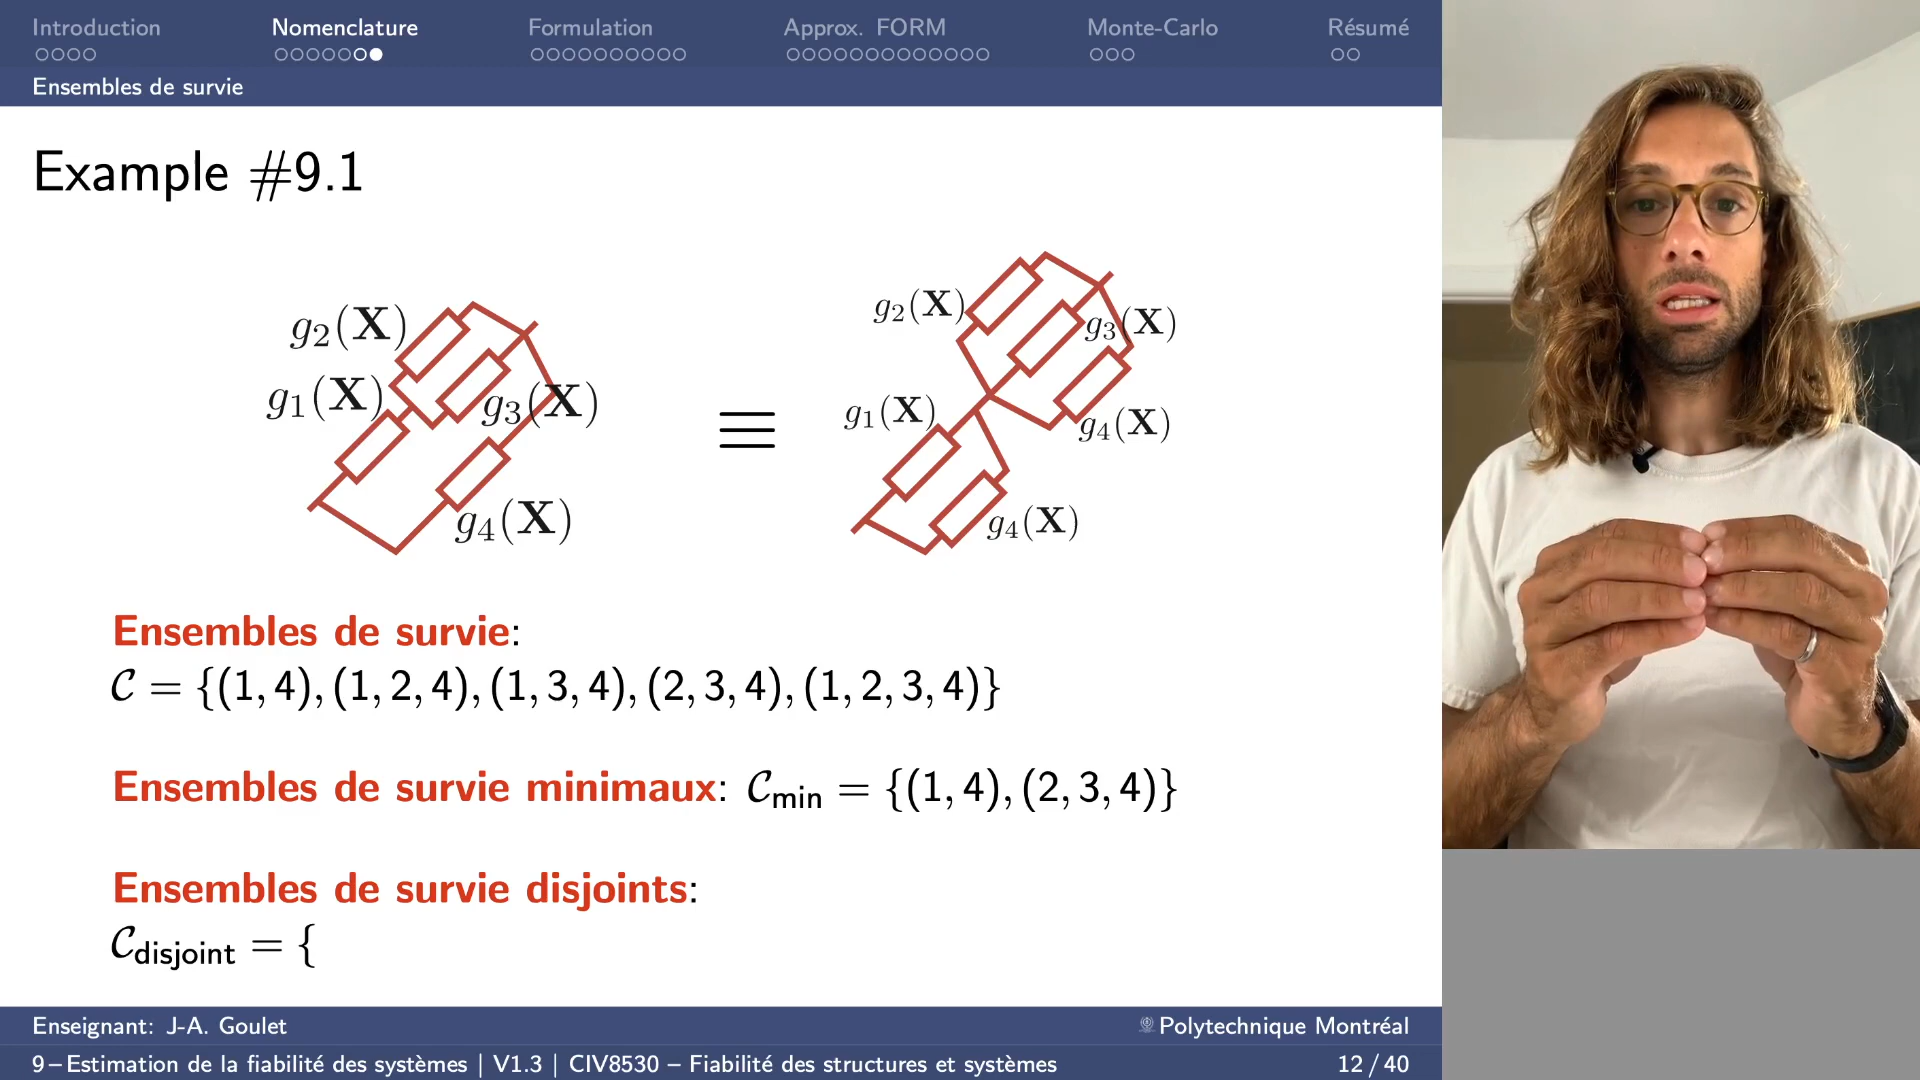 Introduction Nomenclature Formulation Approx. FORM Monte-Carlo Résumé
Ensembles de survie
Example #9.1
g₂(𝐗)
g₁(𝐗)
g₃(𝐗)
g₄(𝐗)
≡
g₂(𝐗)
g₃(𝐗)
g₁(𝐗)
g₄(𝐗)
g₄(𝐗)
Ensembles de survie:
𝒞 = {(1, 4), (1, 2, 4), (1, 3, 4), (2, 3, 4), (1, 2, 3, 4)}
Ensembles de survie minimaux: 𝒞min = {(1, 4), (2, 3, 4)}
Ensembles de survie disjoints:
𝒞disjoint = {
Enseignant: J-A. Goulet Polytechnique Montréal
9 – Estimation de la fiabilité des systèmes | V1.3 | CIV8530 – Fiabilité des structures et systèmes 12 / 40